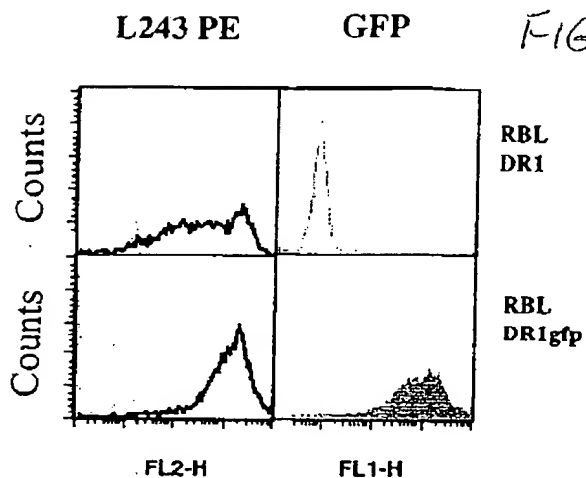 L243 PE GFP FIG
Counts
RBL
DR1
Counts
RBL
DR1gfp
FL2-H FL1-H